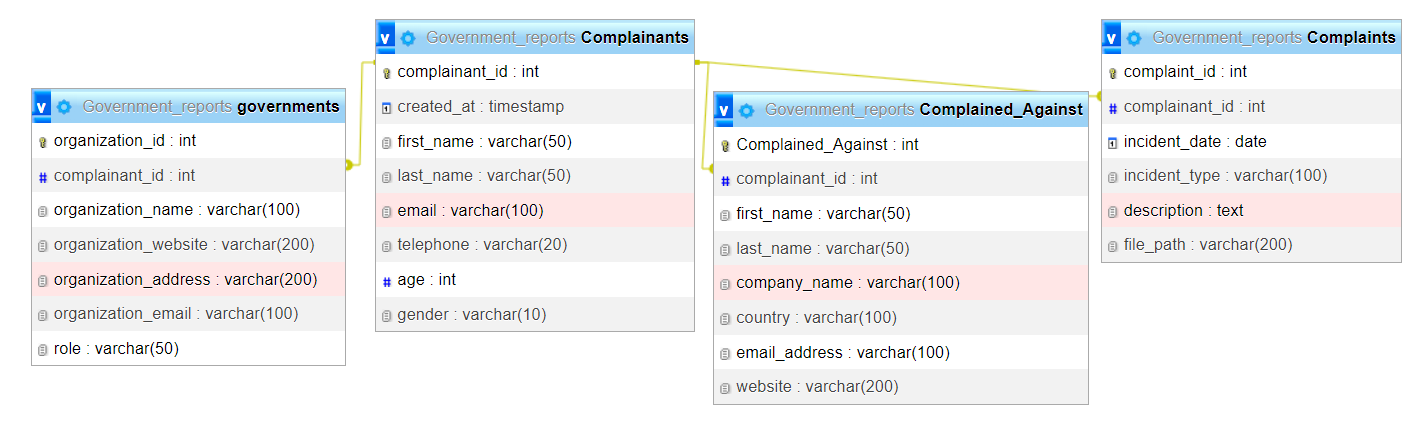 v Government_reports governments
organization_id : int
complainant_id : int
organization_name : varchar(100)
organization_website : varchar(200)
organization_address : varchar(200)
organization_email : varchar(100)
role : varchar(50)
v Government_reports Complainants
complainant_id : int
created_at : timestamp
first_name : varchar(50)
last_name : varchar(50)
email : varchar(100)
telephone : varchar(20)
# age : int
gender : varchar(10)
v Government_reports Complained_Against
Complained_Against : int
# complainant_id : int
first_name : varchar(50)
last_name : varchar(50)
company_name : varchar(100)
country : varchar(100)
email_address : varchar(100)
website : varchar(200)
v Government_reports Complaints
complaint_id : int
# complainant_id : int
incident_date : date
incident_type : varchar(100)
description : text
file_path : varchar(200)